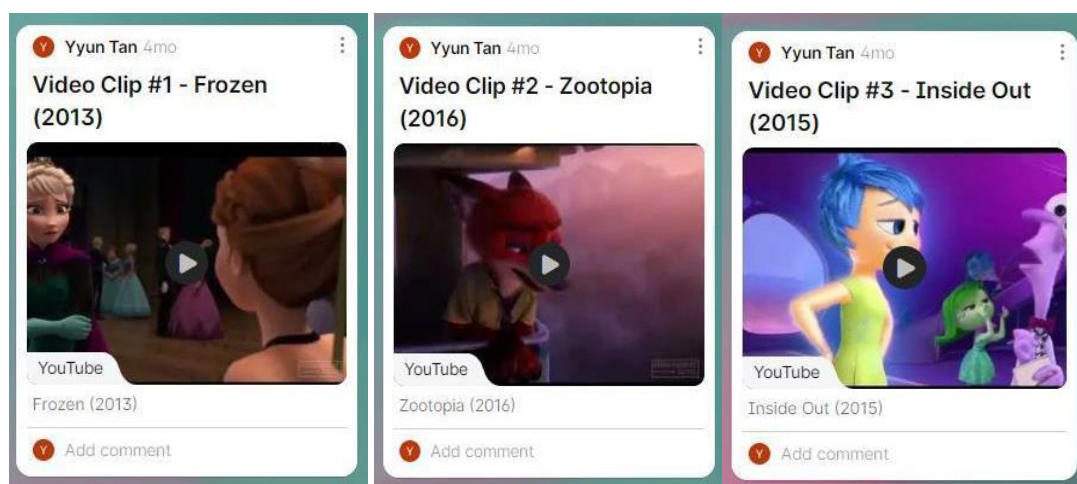 Y Yyun Tan 4mo
Video Clip #1 - Frozen
(2013)
YouTube
Frozen (2013)
Y Add comment
Y Yyun Tan 4mo
Video Clip #2 - Zootopia
(2016)
YouTube
Zootopia (2016)
Y Add comment
Y Yyun Tan 4mo
Video Clip #3 - Inside Out
(2015)
YouTube
Inside Out (2015)
Y Add comment